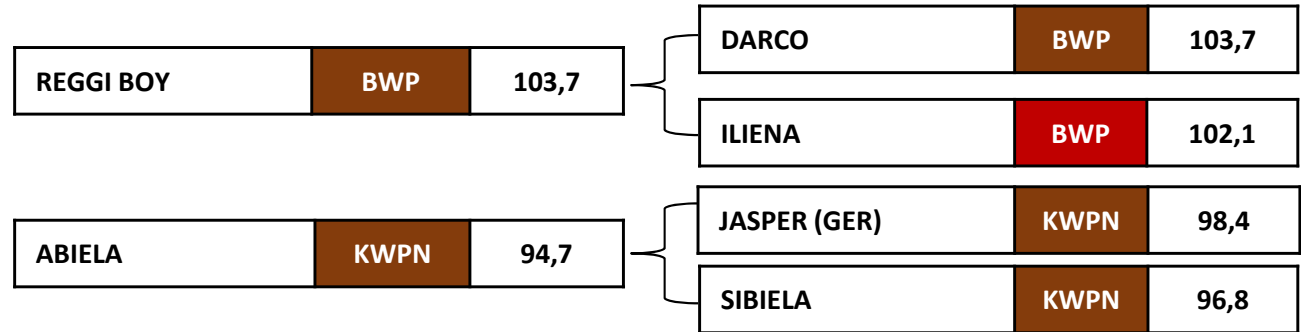 DARCO BWP 103,7
REGGI BOY BWP 103,7
ILIENA BWP 102,1
JASPER (GER) KWPN 98,4
ABIELA KWPN 94,7
SIBIELA KWPN 96,8